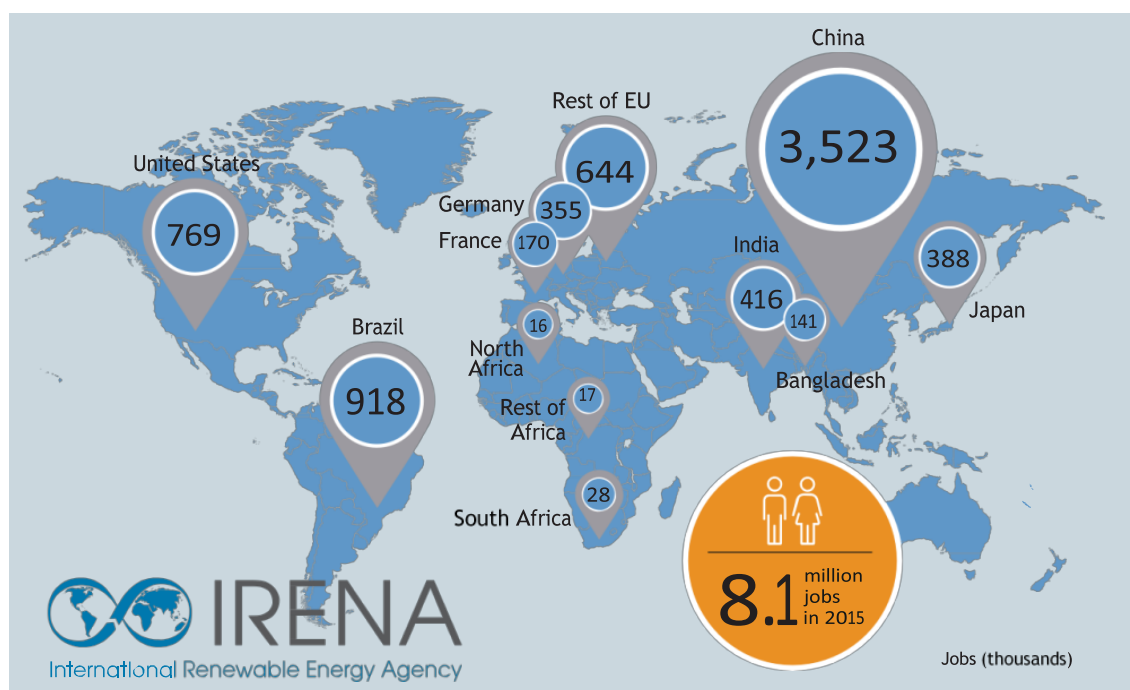 China
3,523
Rest of EU
644
United States
769
Germany
355
France
170
India
416
141
Bangladesh
388
Japan
16
North
Africa
Brazil
918
17
Rest of
Africa
28
South Africa
8.1 million
jobs
in 2015
IRENA
International Renewable Energy Agency
Jobs (thousands)